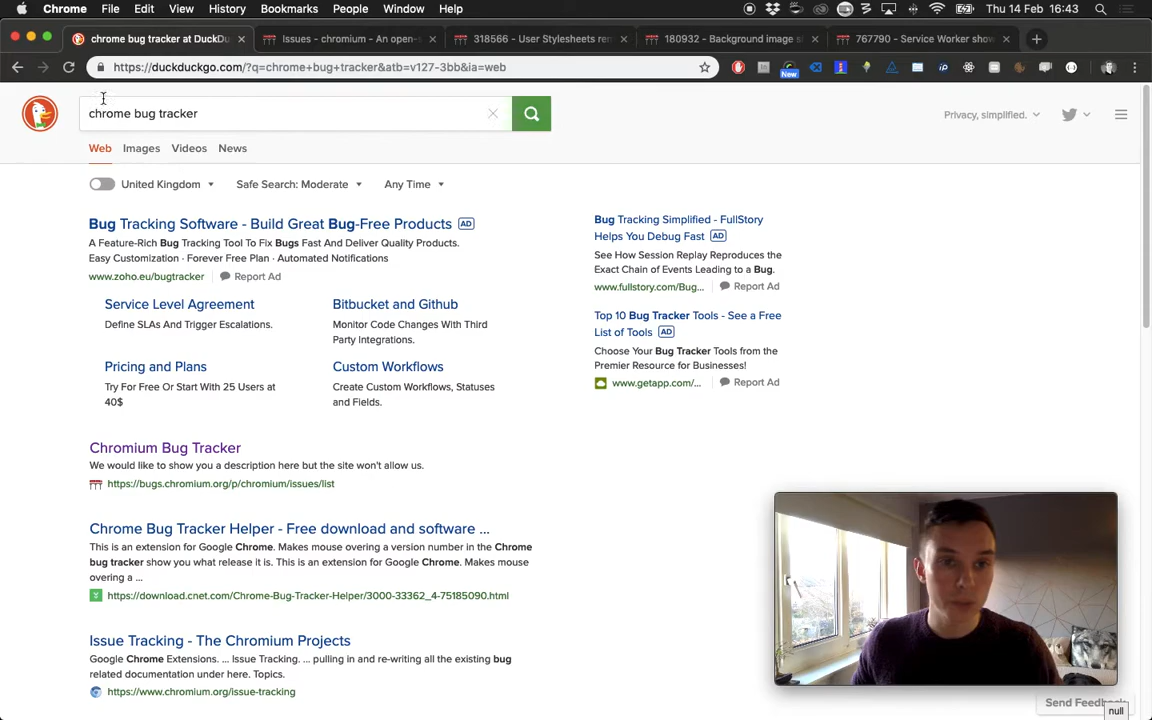 Chrome File Edit View History Bookmarks People Window Help Thu 14 Feb 16:43
chrome bug tracker at DuckDu Issues - chromium - An open- 318566 - User Stylesheets rem 180932 - Background image s 767790 - Service Worker show
https://duckduckgo.com/?q=chrome+bug+tracker&atb=v127-3bb&ia=web
New
chrome bug tracker
Privacy, simplified.
Web Images Videos News
United Kingdom Safe Search: Moderate Any Time
Bug Tracking Software - Build Great Bug-Free Products AD
A Feature-Rich Bug Tracking Tool To Fix Bugs Fast And Deliver Quality Products.
Easy Customization · Forever Free Plan · Automated Notifications
www.zoho.eu/bugtracker Report Ad
Service Level Agreement
Define SLAs And Trigger Escalations.
Bitbucket and Github
Monitor Code Changes With Third
Party Integrations.
Pricing and Plans
Try For Free Or Start With 25 Users at
40$
Custom Workflows
Create Custom Workflows, Statuses
and Fields.
Bug Tracking Simplified - FullStory
Helps You Debug Fast AD
See How Session Replay Reproduces the
Exact Chain of Events Leading to a Bug.
www.fullstory.com/Bug... Report Ad
Top 10 Bug Tracker Tools - See a Free
List of Tools AD
Choose Your Bug Tracker Tools from the
Premier Resource for Businesses!
www.getapp.com/... Report Ad
Chromium Bug Tracker
We would like to show you a description here but the site won't allow us.
https://bugs.chromium.org/p/chromium/issues/list
Chrome Bug Tracker Helper - Free download and software ...
This is an extension for Google Chrome. Makes mouse overing a version number in the Chrome
bug tracker show you what release it is. This is an extension for Google Chrome. Makes mouse
overing a ...
https://download.cnet.com/Chrome-Bug-Tracker-Helper/3000-33362_4-75185090.html
Issue Tracking - The Chromium Projects
Google Chrome Extensions. ... Issue Tracking. ... pulling in and re-writing all the existing bug
related documentation under here. Topics.
https://www.chromium.org/issue-tracking
Send Feedb
null